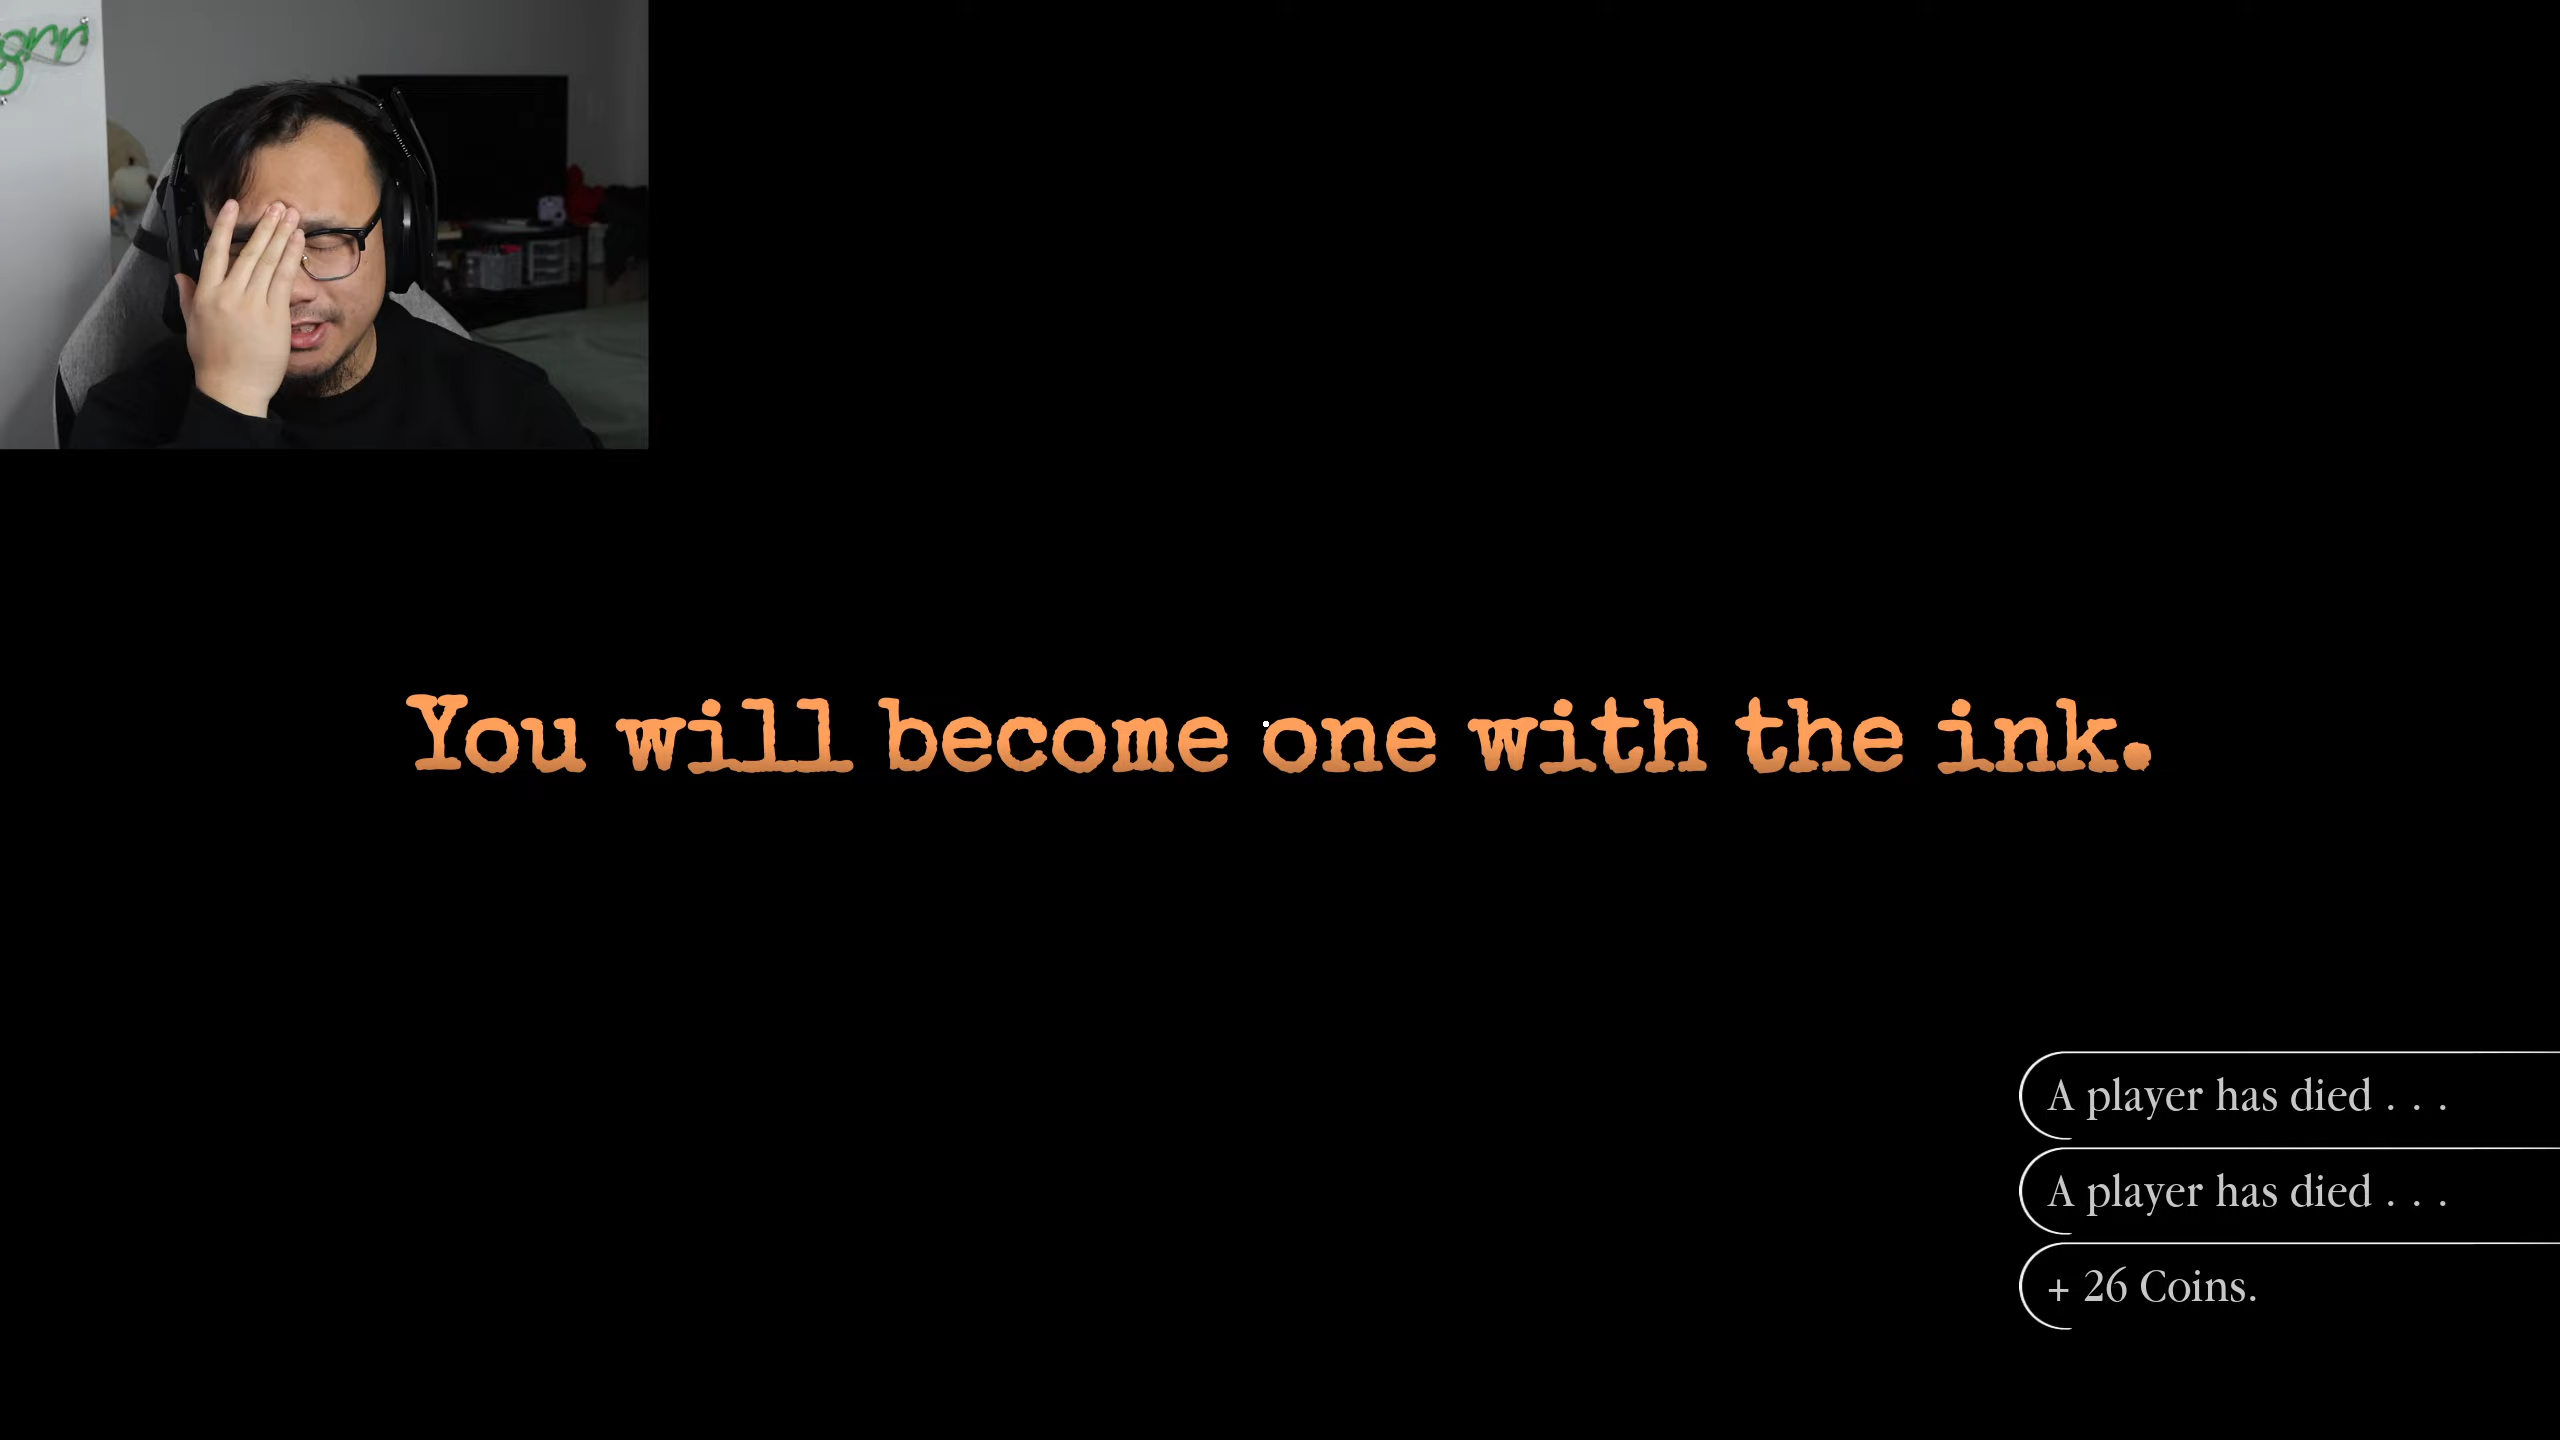 You will become one with the ink.
A player has died . . .
A player has died . . .
+ 26 Coins.